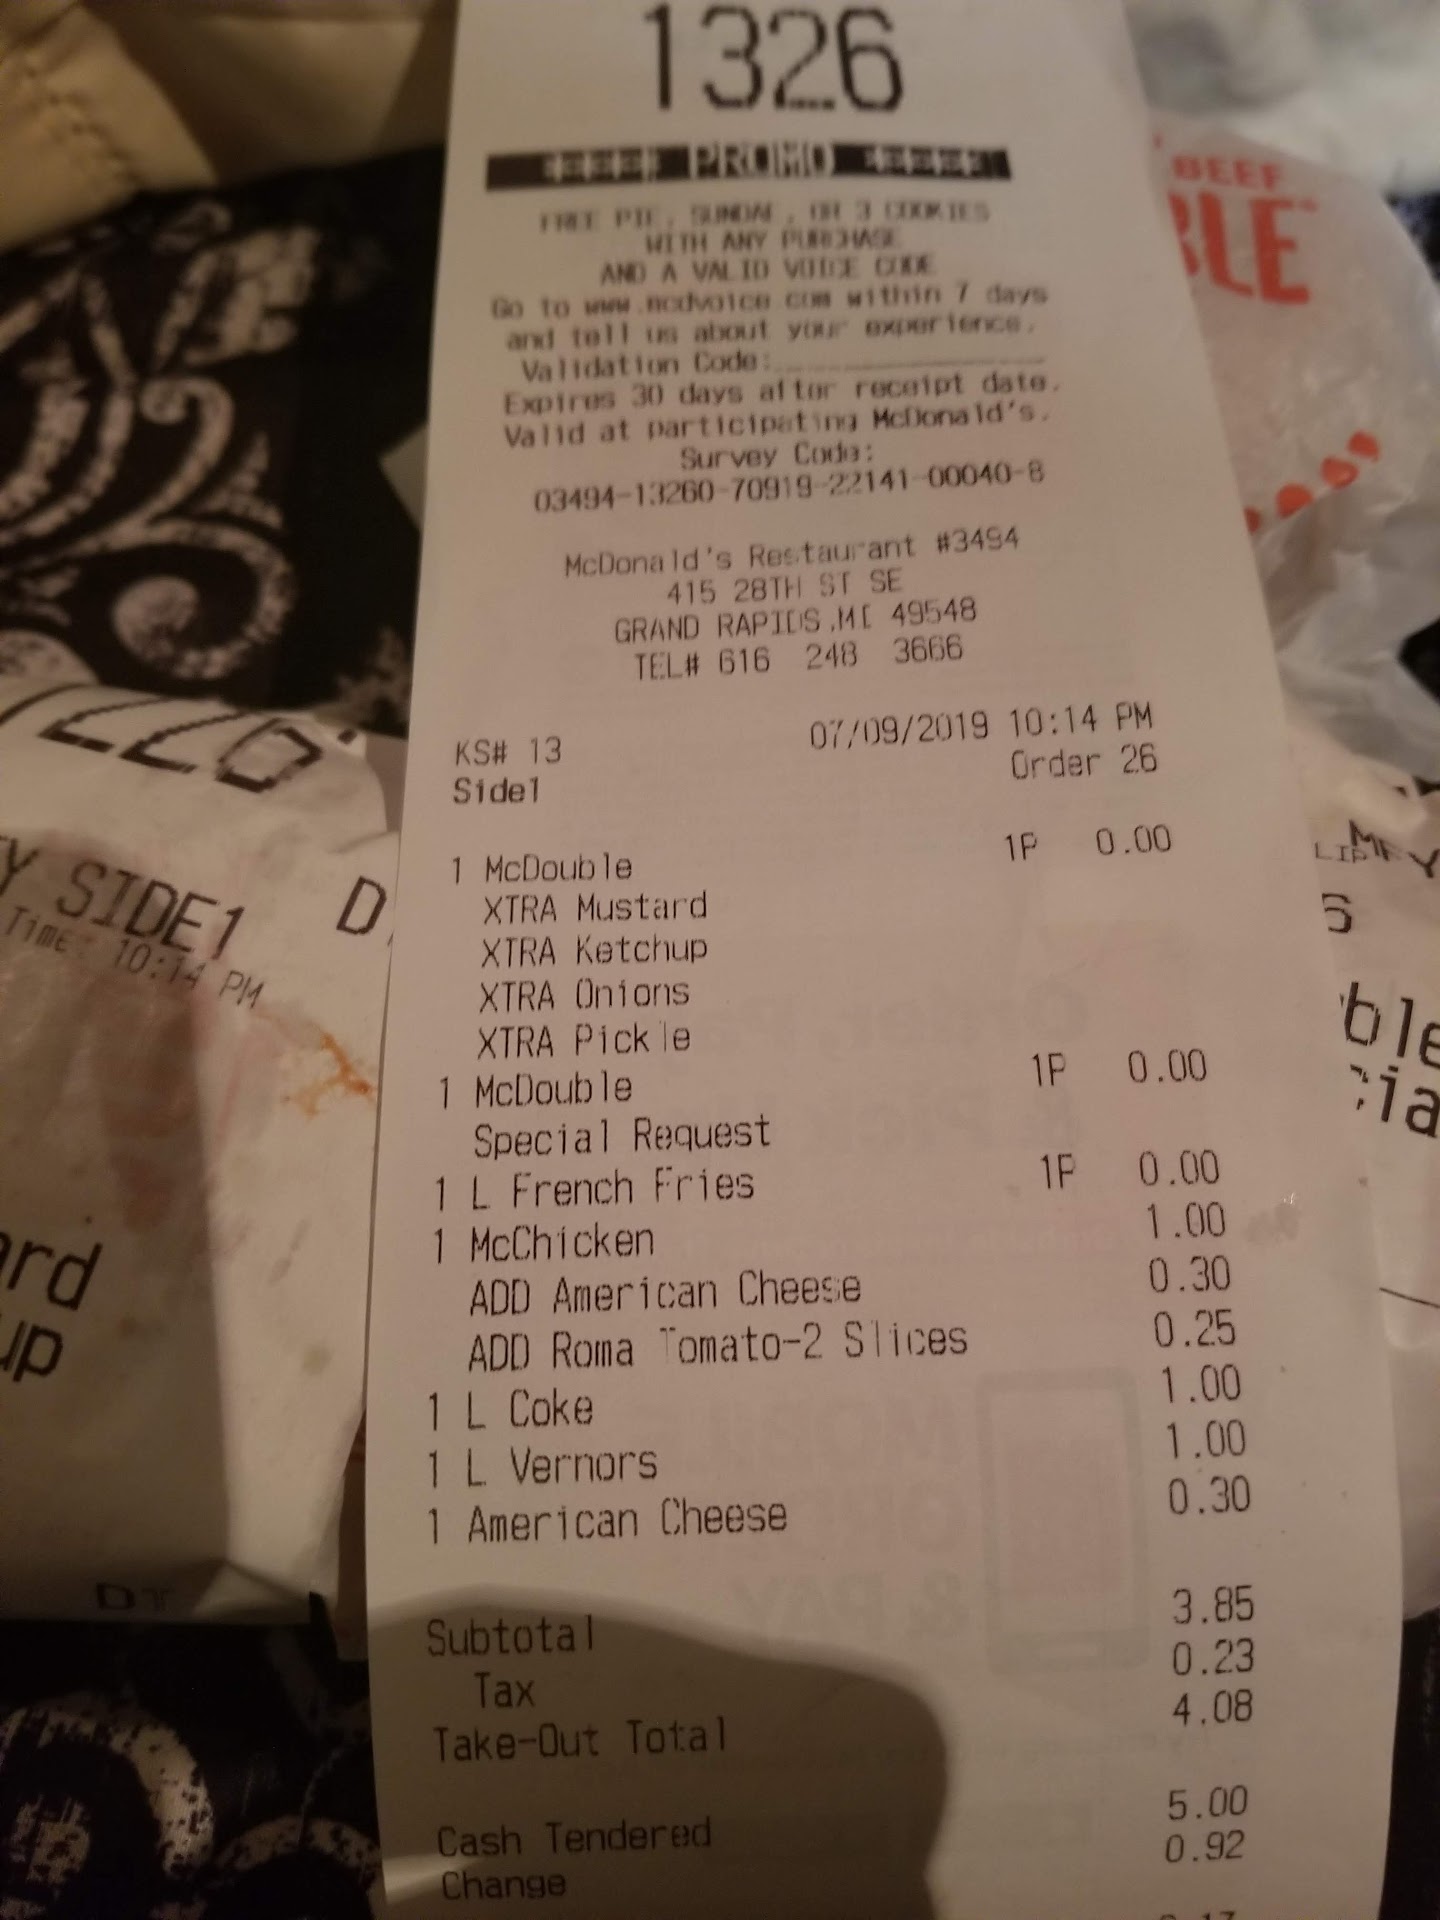 1326
PROMO
FREE PIE, SUNDAE, OR 3 COOKIES
WITH ANY PURCHASE
AND A VALID VOICE CODE
Go to www.mcdvoice.com within 7 days
and tell us about your experience.
Validation Code:
Expires 30 days after receipt date.
Valid at participating McDonald's.
Survey Code:
03494-13260-70919-22141-00040-8
McDonald's Restaurant #3494
415 28TH ST SE
GRAND RAPIDS,MI 49548
TEL# 616 248 3666
KS# 13 07/09/2019 10:14 PM
Side1 Order 26
1 McDouble 1P 0.00
XTRA Mustard
XTRA Ketchup
XTRA Onions
XTRA Pickle
1 McDouble 1P 0.00
Special Request
1 L French Fries 1P 0.00
1 McChicken 1.00
ADD American Cheese 0.30
ADD Roma Tomato-2 Slices 0.25
1 L Coke 1.00
1 L Vernors 1.00
1 American Cheese 0.30
Subtotal 3.85
Tax 0.23
Take-Out Total 4.08
Cash Tendered 5.00
Change 0.92
BEEF
BLE
Y SIDE1 D
Time: 10:14 PM
ard
up
DT
ble
cia